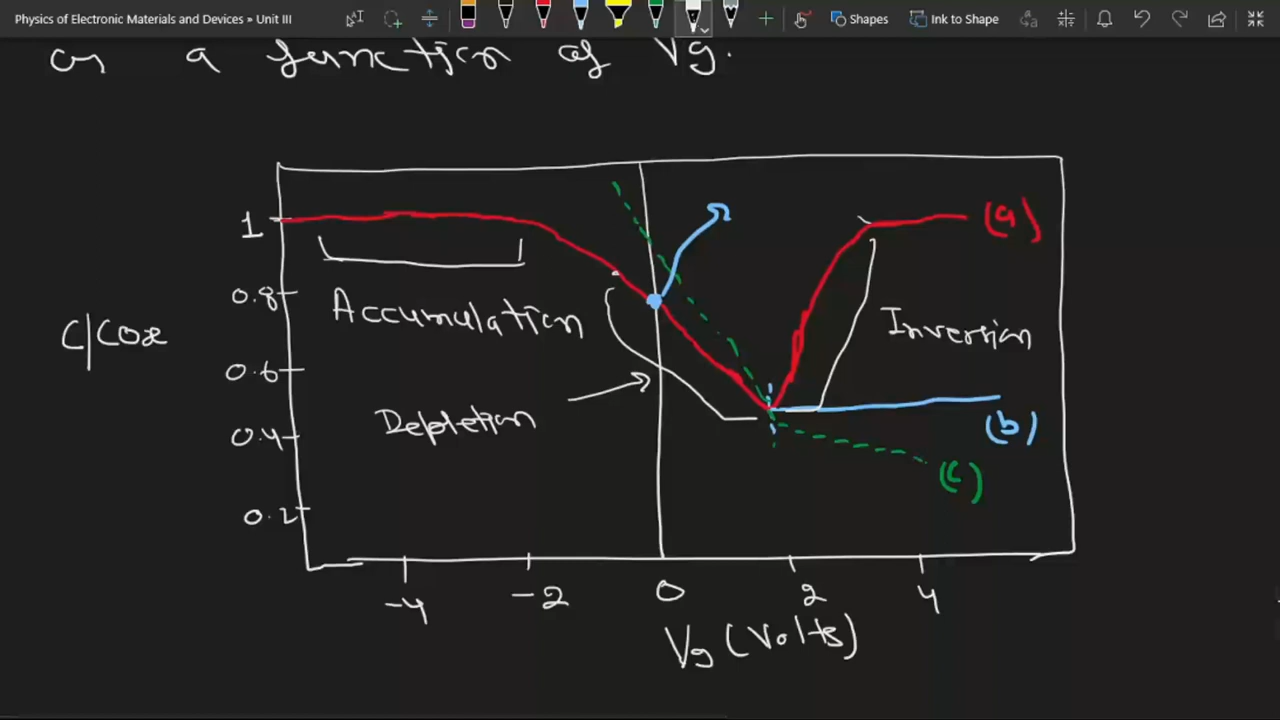 Physics of Electronic Materials and Devices » Unit III
Shapes
Ink to Shape
as a function of Vg.
1
(a)
0.8
Accumulation
Inversion
C/Cox
0.6
Depletion
0.4
(b)
(c)
0.2
-4 -2 0 2 4
Vg (Volts)